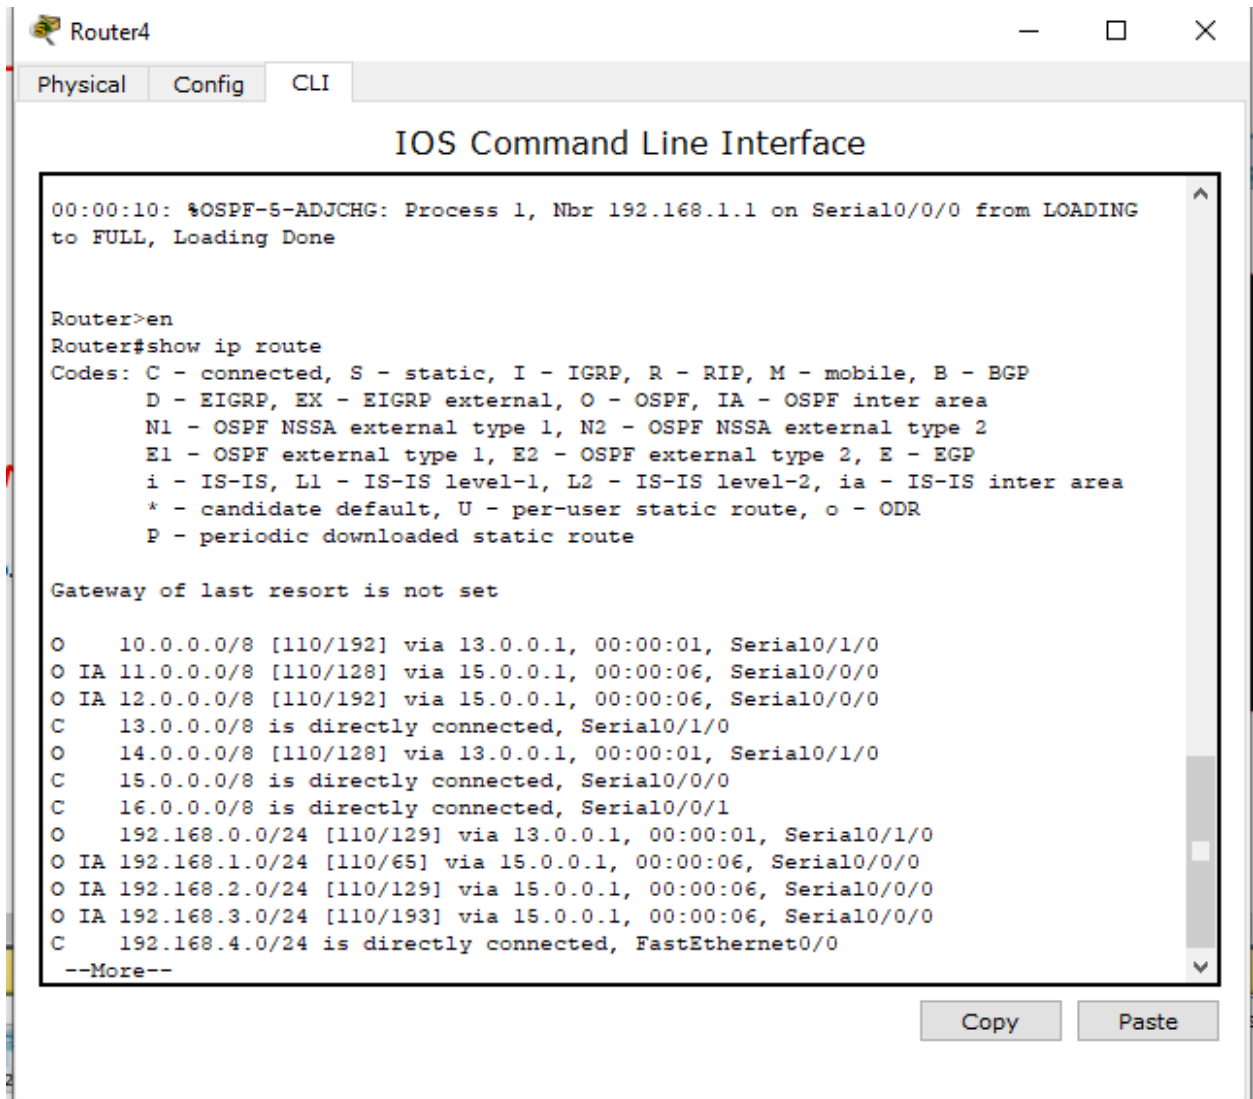 Router4
Physical Config CLI
IOS Command Line Interface
00:00:10: %OSPF-5-ADJCHG: Process 1, Nbr 192.168.1.1 on Serial0/0/0 from LOADING
to FULL, Loading Done
Router>en
Router#show ip route
Codes: C - connected, S - static, I - IGRP, R - RIP, M - mobile, B - BGP
D - EIGRP, EX - EIGRP external, O - OSPF, IA - OSPF inter area
N1 - OSPF NSSA external type 1, N2 - OSPF NSSA external type 2
E1 - OSPF external type 1, E2 - OSPF external type 2, E - EGP
i - IS-IS, L1 - IS-IS level-1, L2 - IS-IS level-2, ia - IS-IS inter area
* - candidate default, U - per-user static route, o - ODR
P - periodic downloaded static route
Gateway of last resort is not set
O 10.0.0.0/8 [110/192] via 13.0.0.1, 00:00:01, Serial0/1/0
O IA 11.0.0.0/8 [110/128] via 15.0.0.1, 00:00:06, Serial0/0/0
O IA 12.0.0.0/8 [110/192] via 15.0.0.1, 00:00:06, Serial0/0/0
C 13.0.0.0/8 is directly connected, Serial0/1/0
O 14.0.0.0/8 [110/128] via 13.0.0.1, 00:00:01, Serial0/1/0
C 15.0.0.0/8 is directly connected, Serial0/0/0
C 16.0.0.0/8 is directly connected, Serial0/0/1
O 192.168.0.0/24 [110/129] via 13.0.0.1, 00:00:01, Serial0/1/0
O IA 192.168.1.0/24 [110/65] via 15.0.0.1, 00:00:06, Serial0/0/0
O IA 192.168.2.0/24 [110/129] via 15.0.0.1, 00:00:06, Serial0/0/0
O IA 192.168.3.0/24 [110/193] via 15.0.0.1, 00:00:06, Serial0/0/0
C 192.168.4.0/24 is directly connected, FastEthernet0/0
--More--
Copy Paste